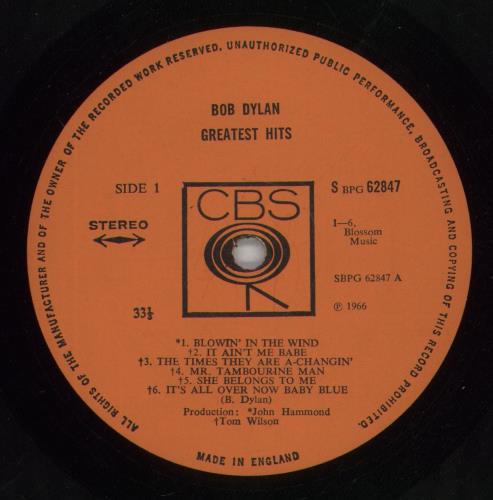 ALL RIGHTS OF THE MANUFACTURER AND OF THE OWNER OF THE RECORDED WORK RESERVED. UNAUTHORIZED PUBLIC PERFORMANCE, BROADCASTING AND COPYING OF THIS RECORD PROHIBITED.
BOB DYLAN
GREATEST HITS
SIDE 1
S BPG 62847
STEREO
CBS
1—6,
Blossom
Music
SBPG 62847 A
33⅓
℗ 1966
*1. BLOWIN' IN THE WIND
†2. IT AIN'T ME BABE
†3. THE TIMES THEY ARE A-CHANGIN'
†4. MR. TAMBOURINE MAN
†5. SHE BELONGS TO ME
†6. IT'S ALL OVER NOW BABY BLUE
(B. Dylan)
Production: *John Hammond
†Tom Wilson
MADE IN ENGLAND